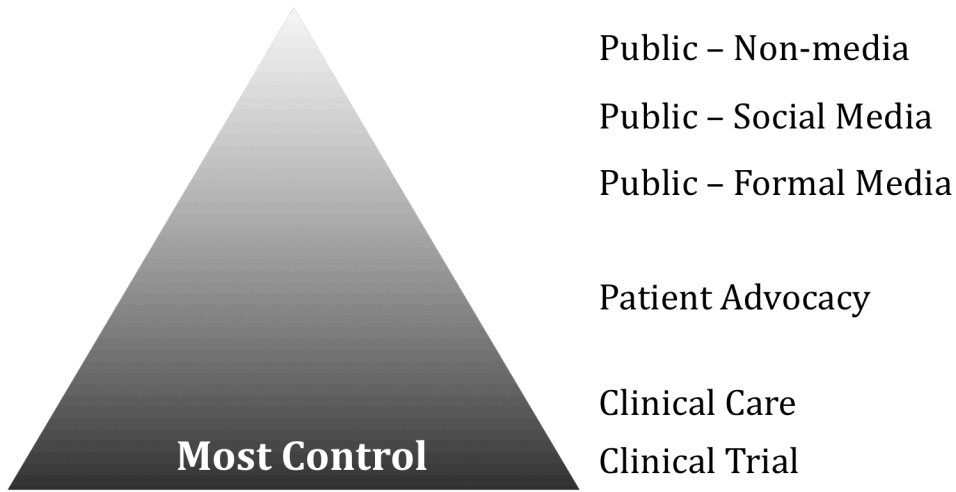 Public – Non-media
Public – Social Media
Public – Formal Media
Patient Advocacy
Clinical Care
Most Control
Clinical Trial